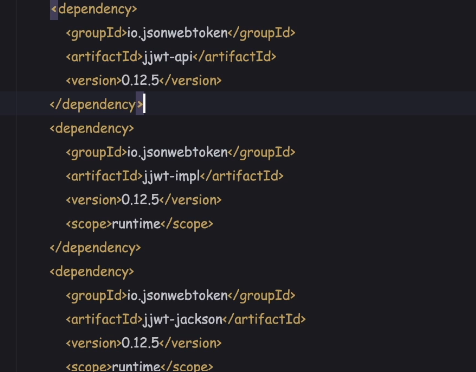 <dependency>
<groupId>io.jsonwebtoken</groupId>
<artifactId>jjwt-api</artifactId>
<version>0.12.5</version>
</dependency>
<dependency>
<groupId>io.jsonwebtoken</groupId>
<artifactId>jjwt-impl</artifactId>
<version>0.12.5</version>
<scope>runtime</scope>
</dependency>
<dependency>
<groupId>io.jsonwebtoken</groupId>
<artifactId>jjwt-jackson</artifactId>
<version>0.12.5</version>
<scope>runtime</scope>